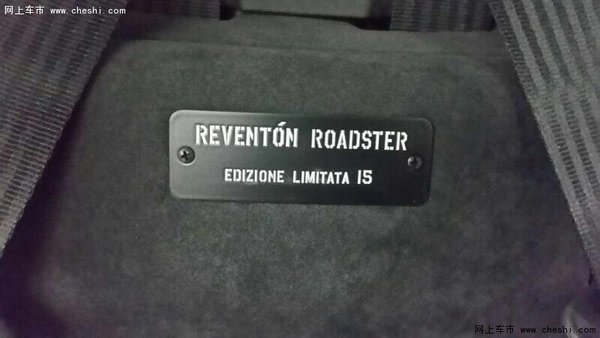 网上车市 www.cheshi.com
REVENTÓN ROADSTER
EDIZIONE LIMITATA 15
网上车市 www.cheshi.com